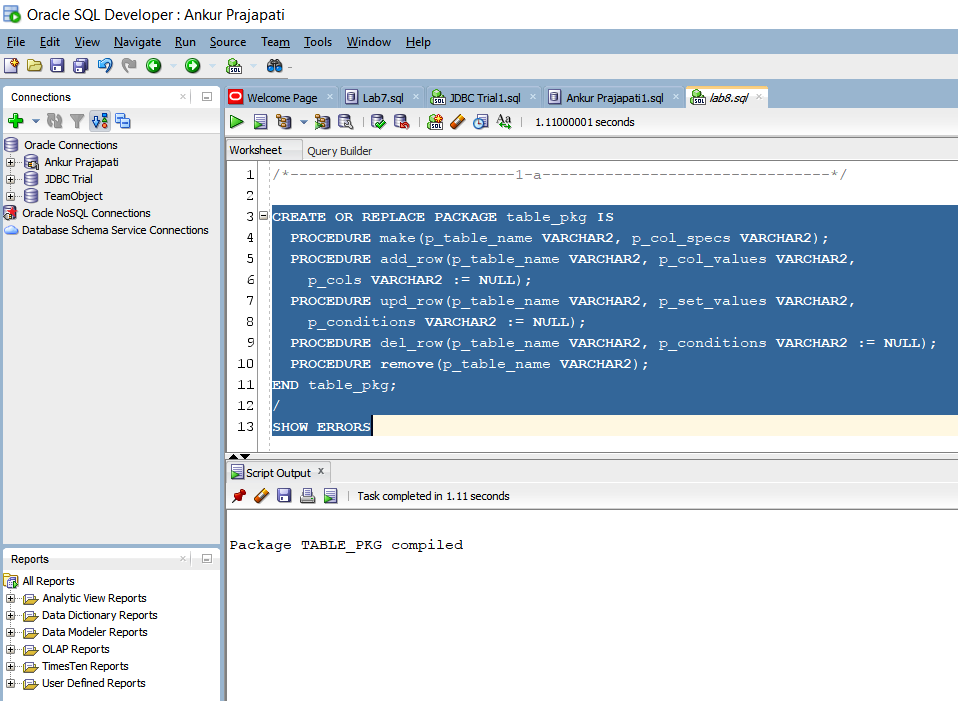 Oracle SQL Developer : Ankur Prajapati
File Edit View Navigate Run Source Team Tools Window Help
Connections
Oracle Connections
Ankur Prajapati
JDBC Trial
TeamObject
Oracle NoSQL Connections
Database Schema Service Connections
Reports
All Reports
Analytic View Reports
Data Dictionary Reports
Data Modeler Reports
OLAP Reports
TimesTen Reports
User Defined Reports
Welcome Page Lab7.sql JDBC Trial1.sql Ankur Prajapati1.sql lab8.sql
1.11000001 seconds
Worksheet Query Builder
1 /*-------------------------1-a--------------------------------*/
2
3 CREATE OR REPLACE PACKAGE table_pkg IS
4 PROCEDURE make(p_table_name VARCHAR2, p_col_specs VARCHAR2);
5 PROCEDURE add_row(p_table_name VARCHAR2, p_col_values VARCHAR2,
6 p_cols VARCHAR2 := NULL);
7 PROCEDURE upd_row(p_table_name VARCHAR2, p_set_values VARCHAR2,
8 p_conditions VARCHAR2 := NULL);
9 PROCEDURE del_row(p_table_name VARCHAR2, p_conditions VARCHAR2 := NULL);
10 PROCEDURE remove(p_table_name VARCHAR2);
11 END table_pkg;
12 /
13 SHOW ERRORS
Script Output
Task completed in 1.11 seconds
Package TABLE_PKG compiled